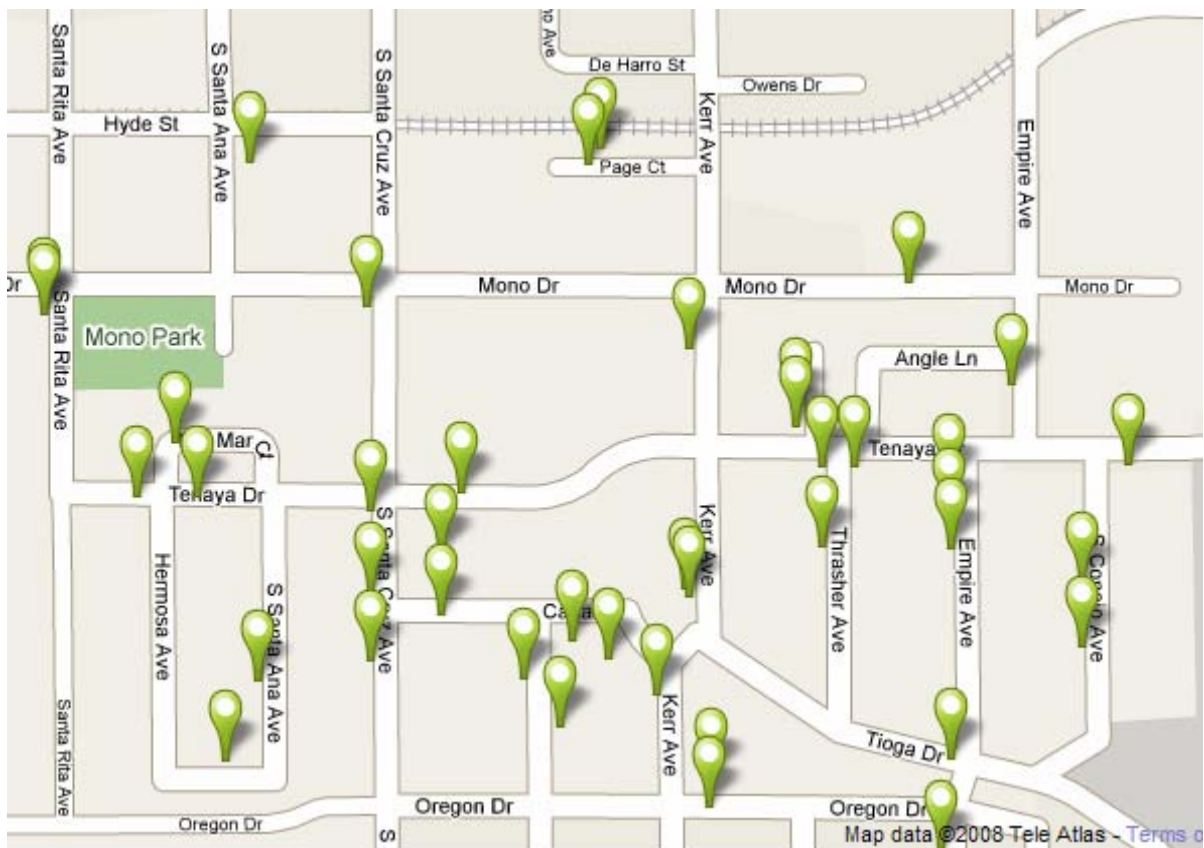 Santa Rita Ave
S Santa Ana Ave
S Santa Cruz Ave
De Harro St
Owens Dr
Kerr Ave
Empire Ave
Hyde St
Page Ct
Mono Dr
Mono Dr
Mono Dr
Mono Park
Santa Rita Ave
Angle Ln
Mar Ct
Tenaya
Tenaya Dr
Kerr Ave
Hermosa Ave
S Santa Ana Ave
S Santa Cruz Ave
Thrasher Ave
Empire Ave
Santa Rita Ave
Kerr Ave
Tioga Dr
Oregon Dr
Oregon Dr
Oregon Dr
S
Map data ©2008 Tele Atlas - Terms o